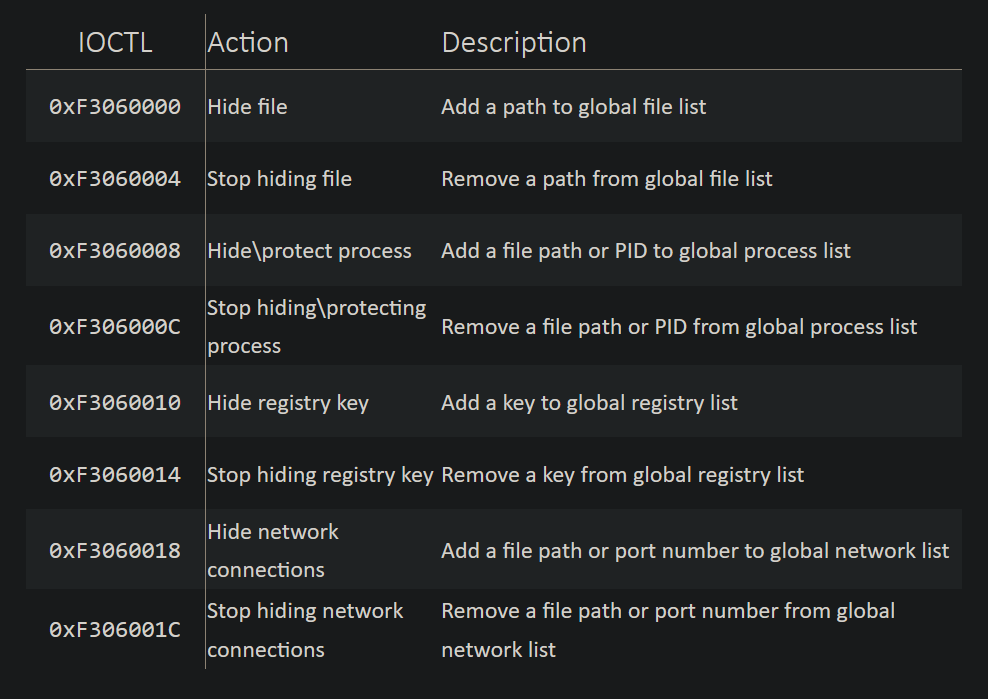 IOCTL Action Description
0xF3060000 Hide file Add a path to global file list
0xF3060004 Stop hiding file Remove a path from global file list
0xF3060008 Hide\protect process Add a file path or PID to global process list
0xF306000C Stop hiding\protecting process Remove a file path or PID from global process list
0xF3060010 Hide registry key Add a key to global registry list
0xF3060014 Stop hiding registry key Remove a key from global registry list
0xF3060018 Hide network connections Add a file path or port number to global network list
0xF306001C Stop hiding network connections Remove a file path or port number from global network list